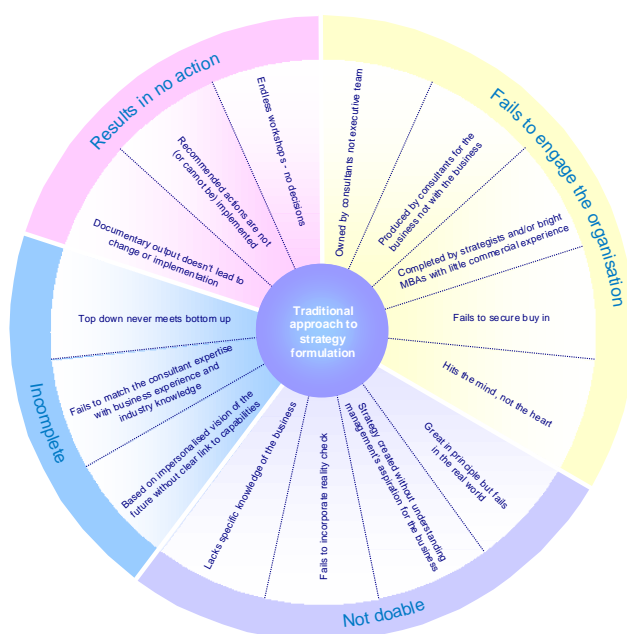 Results in no action
Endless workshops - no decisions
Recommended actions are not
(or cannot be) implemented
Documentary output doesn't lead to
change or implementation
Fails to engage the organisation
Owned by consultants not executive team
Produced by consultants for the
business not with the business
Completed by strategists and/or bright
MBAs with little commercial experience
Fails to secure buy in
Hits the mind, not the heart
Traditional
approach to
strategy
formulation
Incomplete
Top down never meets bottom up
Fails to match the consultant expertise
with business experience and
industry knowledge
Based on impersonalised vision of the
future without clear link to capabilities
Not doable
Lacks specific knowledge of the business
Fails to incorporate reality check
Strategy created without understanding
management's aspiration for the business
Great in principle but fails
in the real world